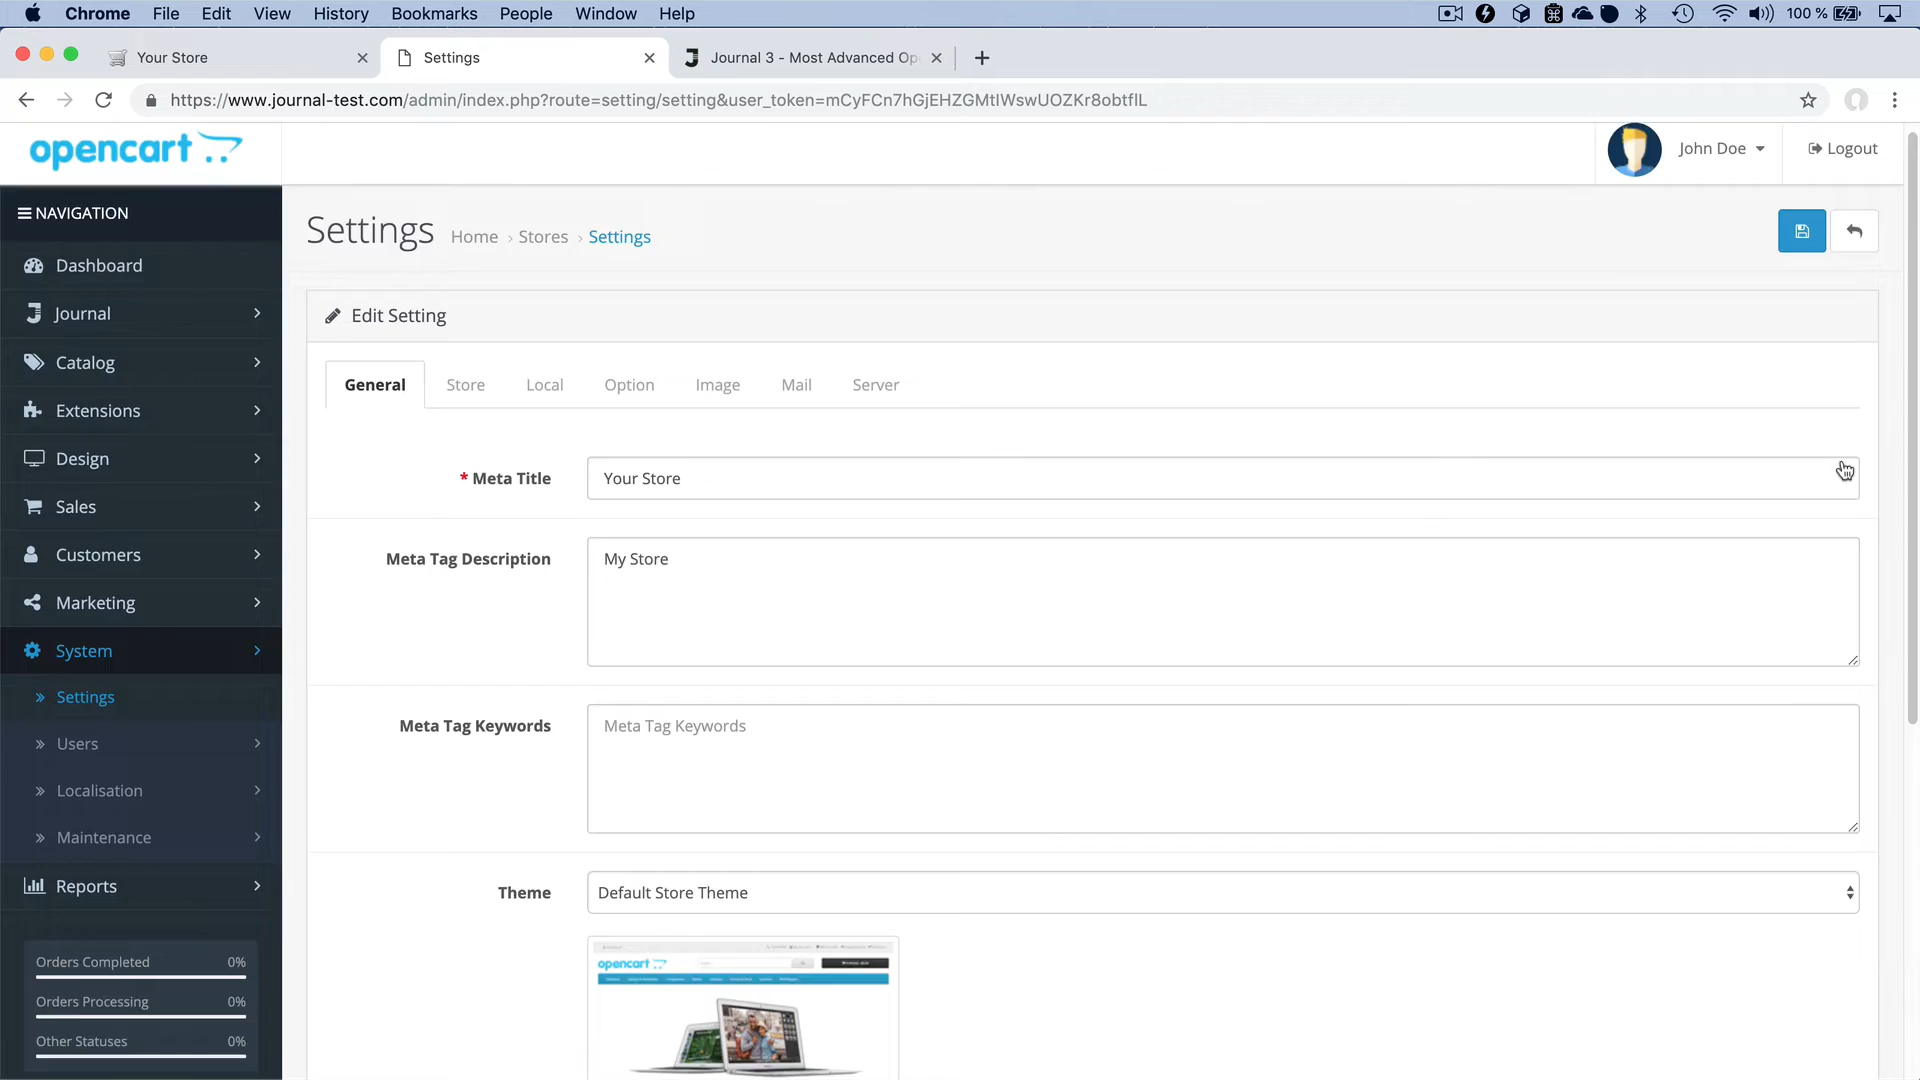 Chrome File Edit View History Bookmarks People Window Help 100 %
Your Store
Settings
Journal 3 - Most Advanced Op
https://www.journal-test.com/admin/index.php?route=setting/setting&user_token=mCyFCn7hGjEHZGMtIWswUOZKr8obtflL
opencart
John Doe
Logout
NAVIGATION
Dashboard
Journal
Catalog
Extensions
Design
Sales
Customers
Marketing
System
Settings
Users
Localisation
Maintenance
Reports
Orders Completed 0%
Orders Processing 0%
Other Statuses 0%
Settings Home › Stores › Settings
Edit Setting
General Store Local Option Image Mail Server
* Meta Title Your Store
Meta Tag Description My Store
Meta Tag Keywords Meta Tag Keywords
Theme Default Store Theme
opencart